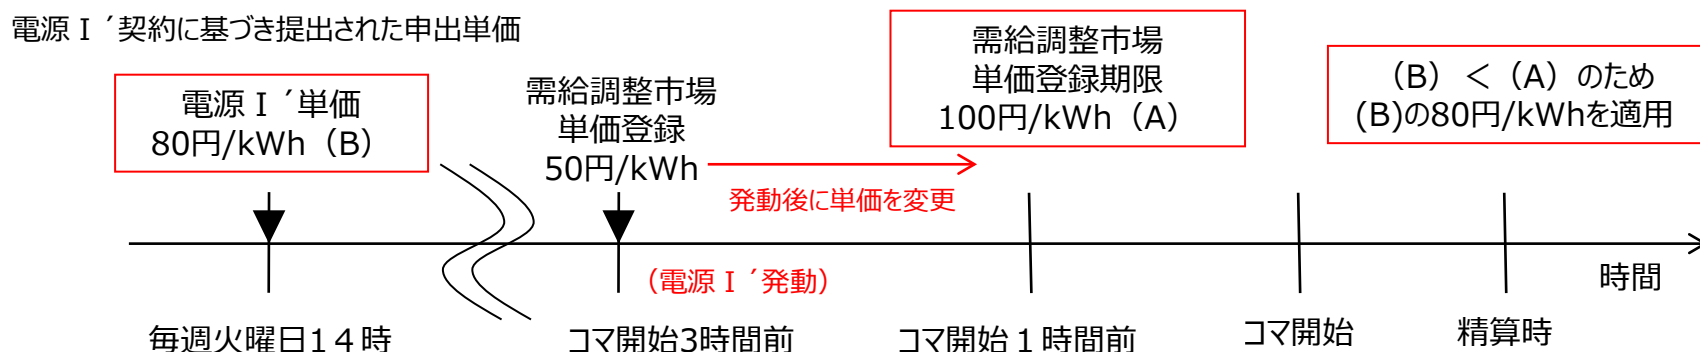 電源Ⅰ´契約に基づき提出された申出単価
電源Ⅰ´単価
80円/kWh（B）
需給調整市場
単価登録
50円/kWh
需給調整市場
単価登録期限
100円/kWh（A）
（B）＜（A）のため
(B)の80円/kWhを適用
発動後に単価を変更
（電源Ⅰ´発動）
時間
毎週火曜日1４時
コマ開始3時間前
コマ開始１時間前
コマ開始
精算時